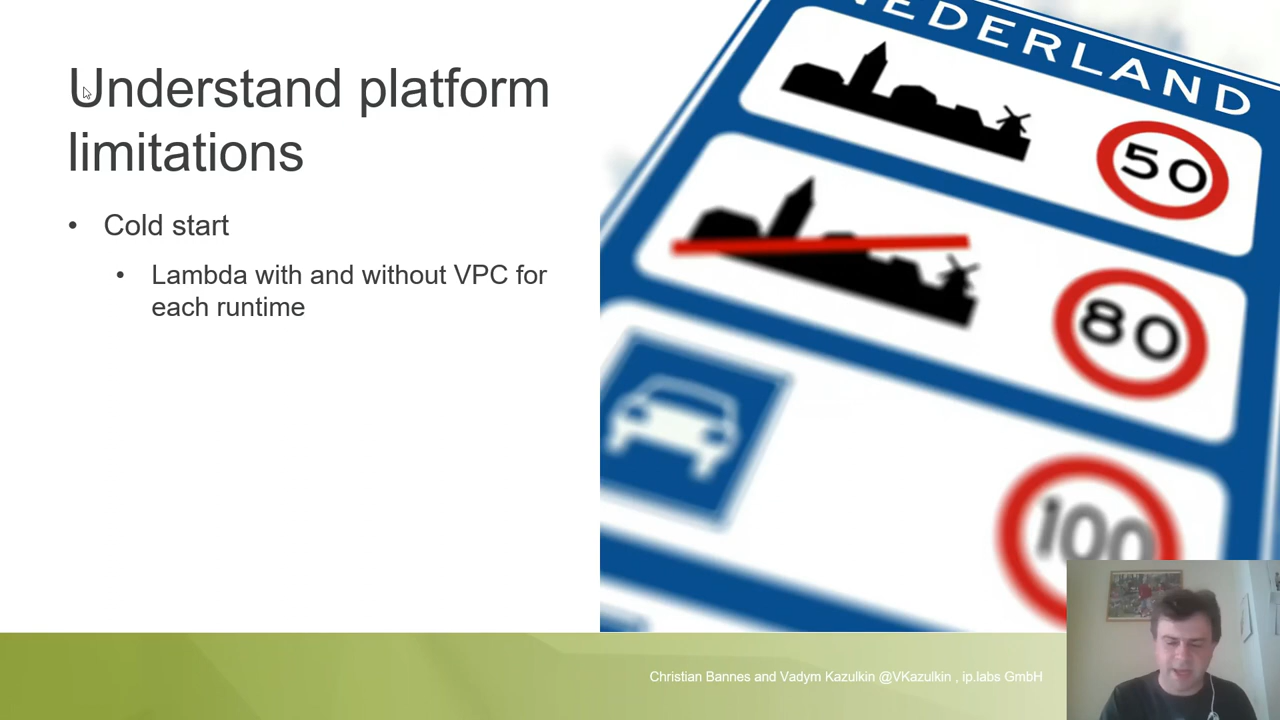 Understand platform
limitations
• Cold start
• Lambda with and without VPC for
each runtime
NEDERLAND
50
80
100
Christian Bannes and Vadym Kazulkin @VKazulkin , ip.labs GmbH